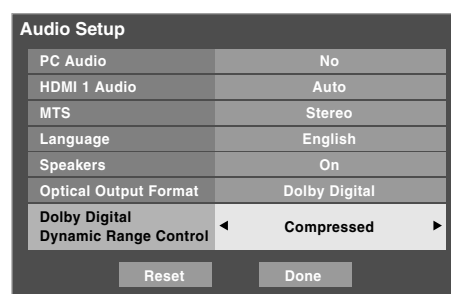 Audio Setup
PC Audio No
HDMI 1 Audio Auto
MTS Stereo
Language English
Speakers On
Optical Output Format Dolby Digital
Dolby Digital
Dynamic Range Control Compressed
Reset Done